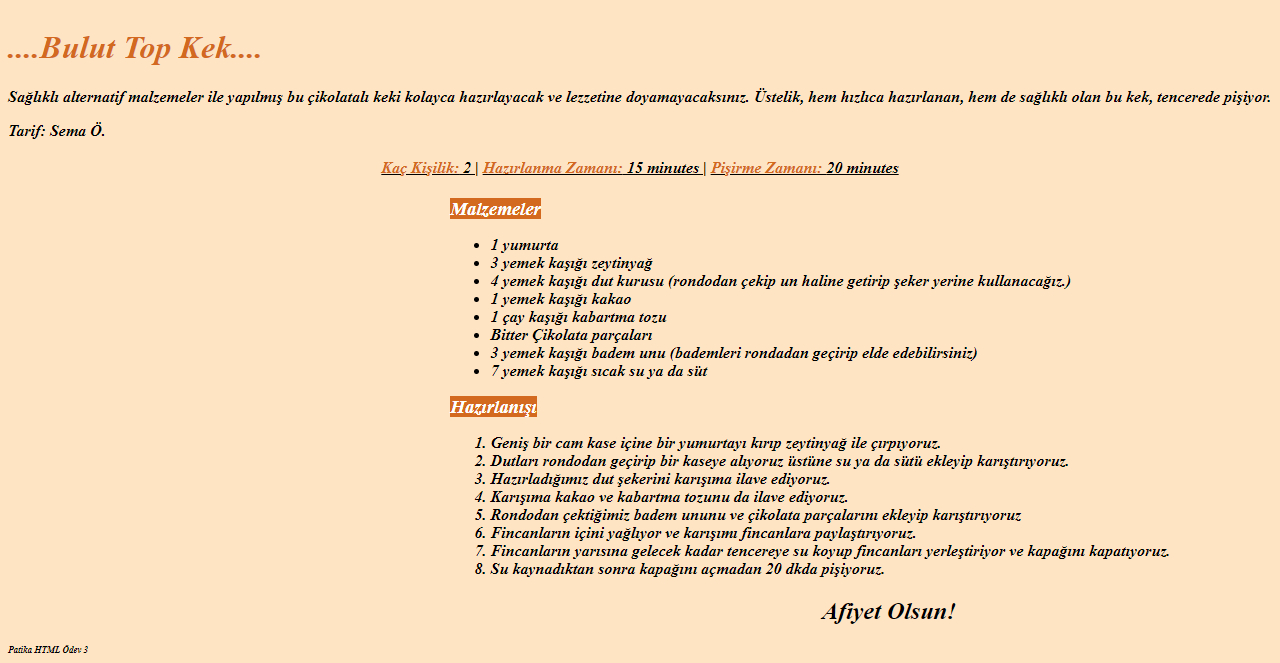 ....Bulut Top Kek....
Sağlıklı alternatif malzemeler ile yapılmış bu çikolatalı keki kolayca hazırlayacak ve lezzetine doyamayacaksınız. Üstelik, hem hızlıca hazırlanan, hem de sağlıklı olan bu kek, tencerede pişiyor.
Tarif: Sema Ö.
Kaç Kişilik: 2 | Hazırlanma Zamanı: 15 minutes | Pişirme Zamanı: 20 minutes
Malzemeler
• 1 yumurta
• 3 yemek kaşığı zeytinyağ
• 4 yemek kaşığı dut kurusu (rondodan çekip un haline getirip şeker yerine kullanacağız.)
• 1 yemek kaşığı kakao
• 1 çay kaşığı kabartma tozu
• Bitter Çikolata parçaları
• 3 yemek kaşığı badem unu (bademleri rondadan geçirip elde edebilirsiniz)
• 7 yemek kaşığı sıcak su ya da süt
Hazırlanışı
1. Geniş bir cam kase içine bir yumurtayı kırıp zeytinyağ ile çırpıyoruz.
2. Dutları rondodan geçirip bir kaseye alıyoruz üstüne su ya da sütü ekleyip karıştırıyoruz.
3. Hazırladığımız dut şekerini karışıma ilave ediyoruz.
4. Karışıma kakao ve kabartma tozunu da ilave ediyoruz.
5. Rondodan çektiğimiz badem ununu ve çikolata parçalarını ekleyip karıştırıyoruz
6. Fincanların içini yağlıyor ve karışımı fincanlara paylaştırıyoruz.
7. Fincanların yarısına gelecek kadar tencereye su koyup fincanları yerleştiriyor ve kapağını kapatıyoruz.
8. Su kaynadıktan sonra kapağını açmadan 20 dkda pişiyoruz.
Afiyet Olsun!
Patika HTML Ödev 3